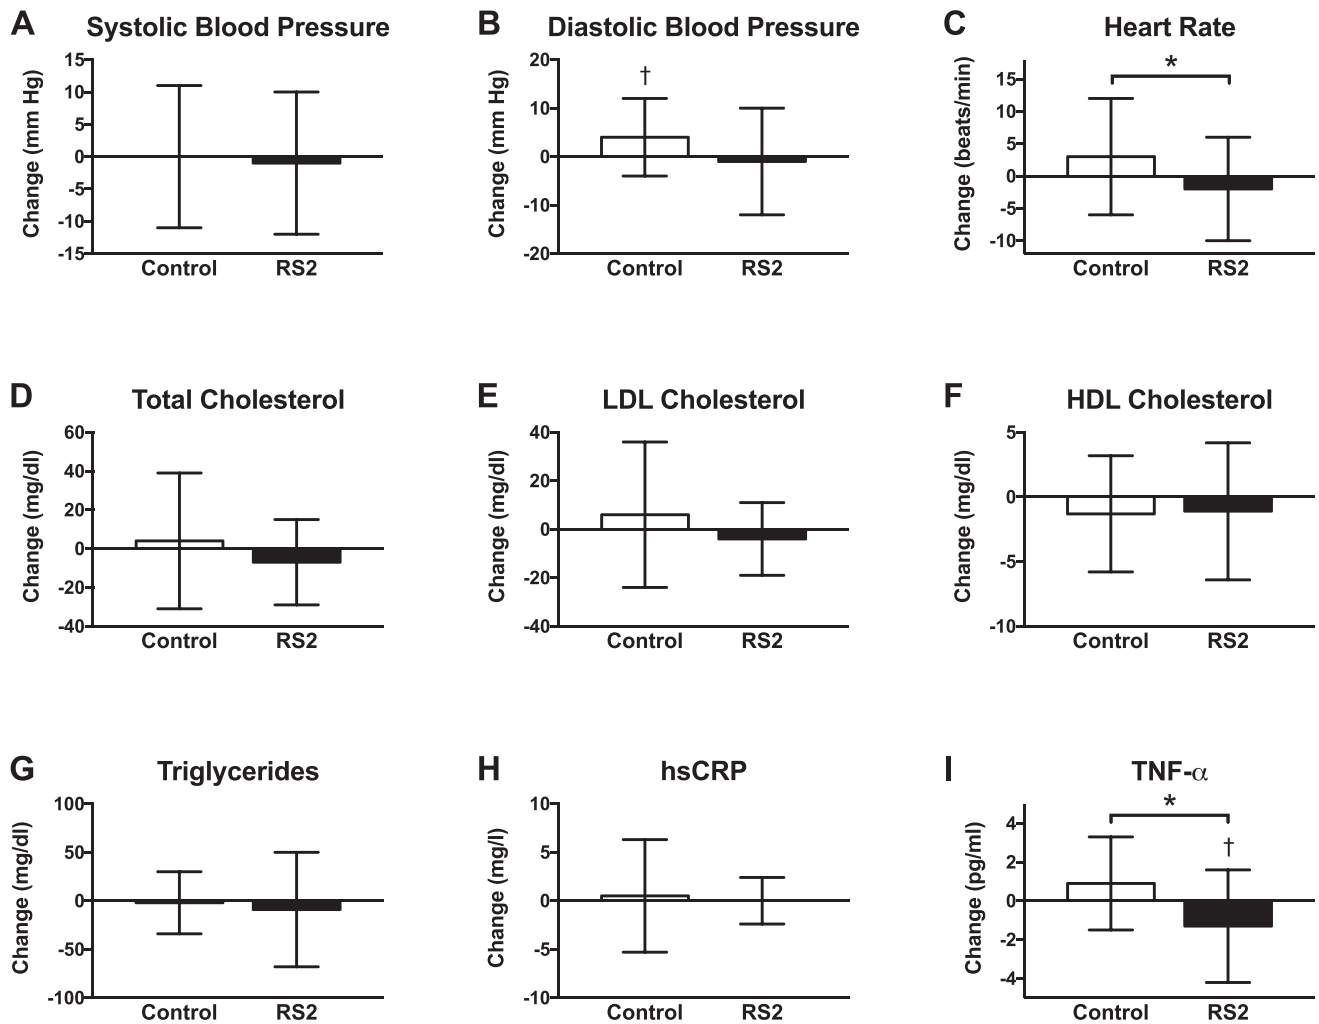 A Systolic Blood Pressure
Change (mm Hg)
15
10
5
0
-5
-10
-15
Control RS2
B Diastolic Blood Pressure
Change (mm Hg)
20
10
0
-10
-20
†
Control RS2
C Heart Rate
Change (beats/min)
15
10
5
0
-5
-10
*
Control RS2
D Total Cholesterol
Change (mg/dl)
60
40
20
0
-20
-40
Control RS2
E LDL Cholesterol
Change (mg/dl)
40
20
0
-20
-40
Control RS2
F HDL Cholesterol
Change (mg/dl)
5
0
-5
-10
Control RS2
G Triglycerides
Change (mg/dl)
100
50
0
-50
-100
Control RS2
H hsCRP
Change (mg/l)
10
5
0
-5
-10
Control RS2
I TNF-α
Change (pg/ml)
4
2
0
-2
-4
*
†
Control RS2